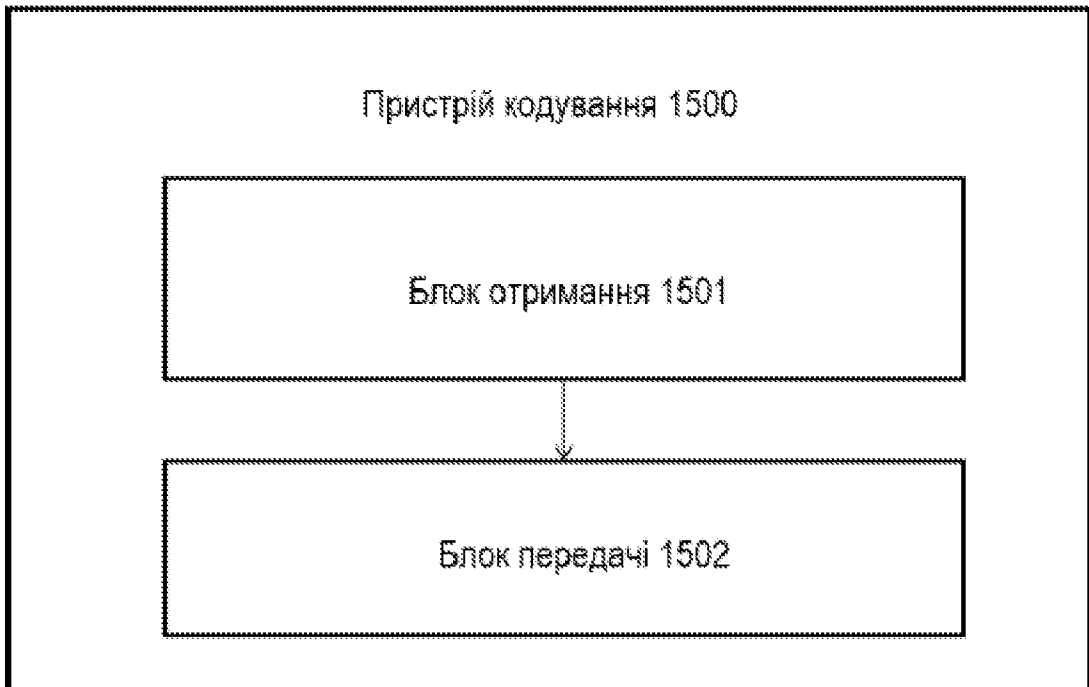 Пристрій кодування 1500
Блок отримання 1501
Блок передачі 1502